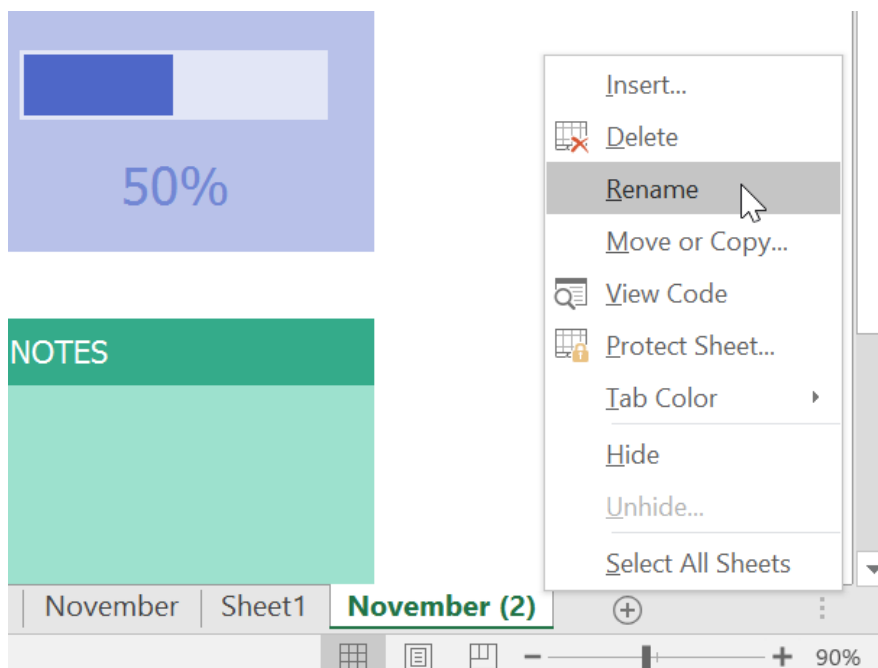 50%
NOTES
Insert...
Delete
Rename
Move or Copy...
View Code
Protect Sheet...
Tab Color
Hide
Unhide...
Select All Sheets
November Sheet1 November (2)
90%